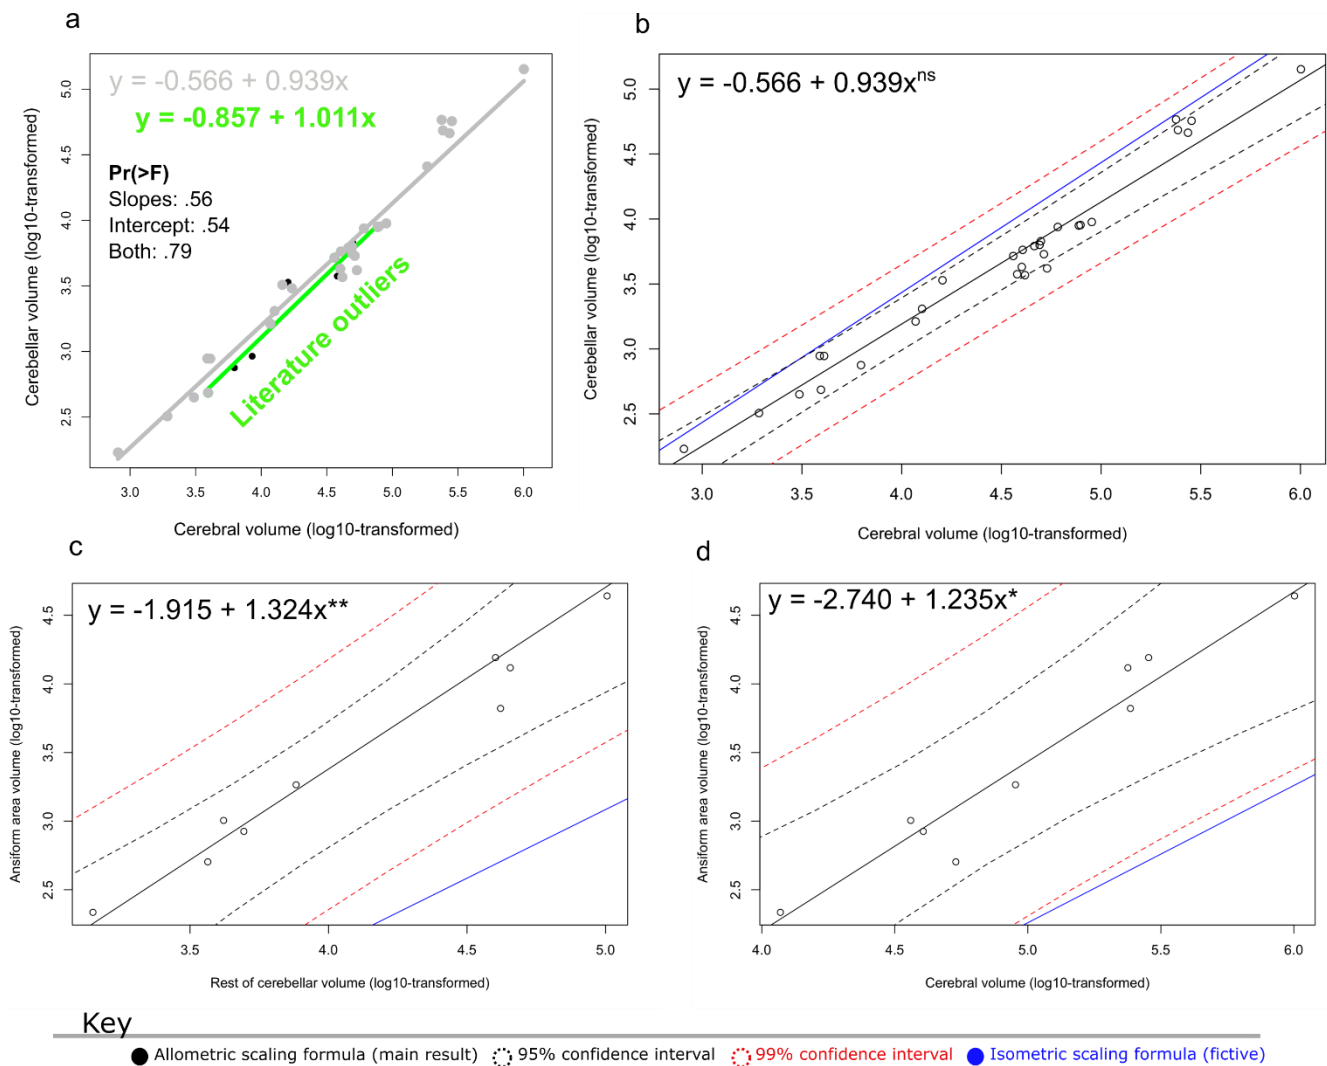 a
y = -0.566 + 0.939x
y = -0.857 + 1.011x
Pr(>F)
Slopes: .56
Intercept: .54
Both: .79
Literature outliers
Cerebellar volume (log10-transformed)
5.0
4.5
4.0
3.5
3.0
2.5
3.0 3.5 4.0 4.5 5.0 5.5 6.0
Cerebral volume (log10-transformed)
b
y = -0.566 + 0.939xns
Cerebellar volume (log10-transformed)
5.0
4.5
4.0
3.5
3.0
2.5
3.0 3.5 4.0 4.5 5.0 5.5 6.0
Cerebral volume (log10-transformed)
c
y = -1.915 + 1.324x**
Ansiform area volume (log10-transformed)
4.5
4.0
3.5
3.0
2.5
3.5 4.0 4.5 5.0
Rest of cerebellar volume (log10-transformed)
d
y = -2.740 + 1.235x*
Ansiform area volume (log10-transformed)
4.5
4.0
3.5
3.0
2.5
4.0 4.5 5.0 5.5 6.0
Cerebral volume (log10-transformed)
Key
Allometric scaling formula (main result) 95% confidence interval 99% confidence interval Isometric scaling formula (fictive)